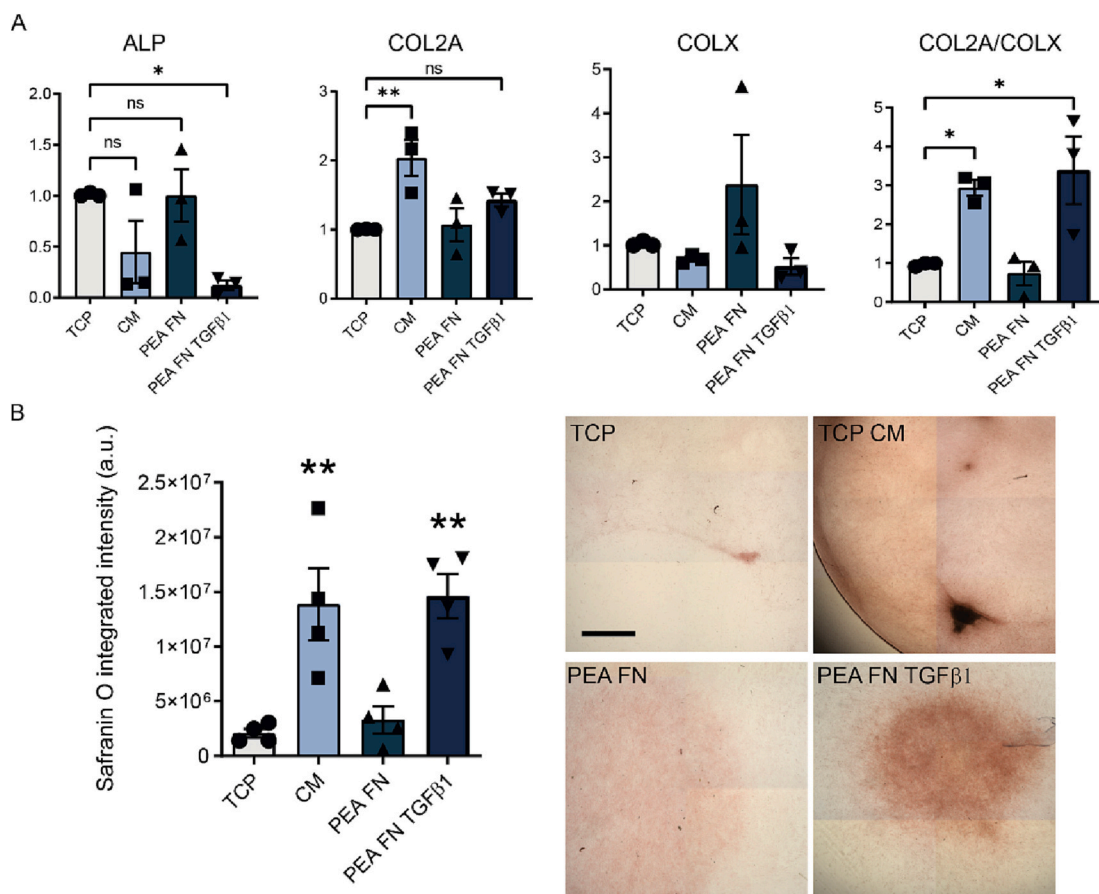 A
ALP
*
ns
ns
2.0
1.5
1.0
0.5
0.0
TCP
CM
PEA FN
PEA FN TGFβ1
COL2A
ns
**
3
2
1
0
TCP
CM
PEA FN
PEA FN TGFβ1
COLX
5
4
3
2
1
0
TCP
CM
PEA FN
PEA FN TGFβ1
COL2A/COLX
*
*
5
4
3
2
1
0
TCP
CM
PEA FN
PEA FN TGFβ1
B
Safranin O integrated intensity (a.u.)
2.5×10⁷
2×10⁷
1.5×10⁷
1×10⁷
5×10⁶
0
**
**
TCP
CM
PEA FN
PEA FN TGFβ1
TCP
TCP CM
PEA FN
PEA FN TGFβ1